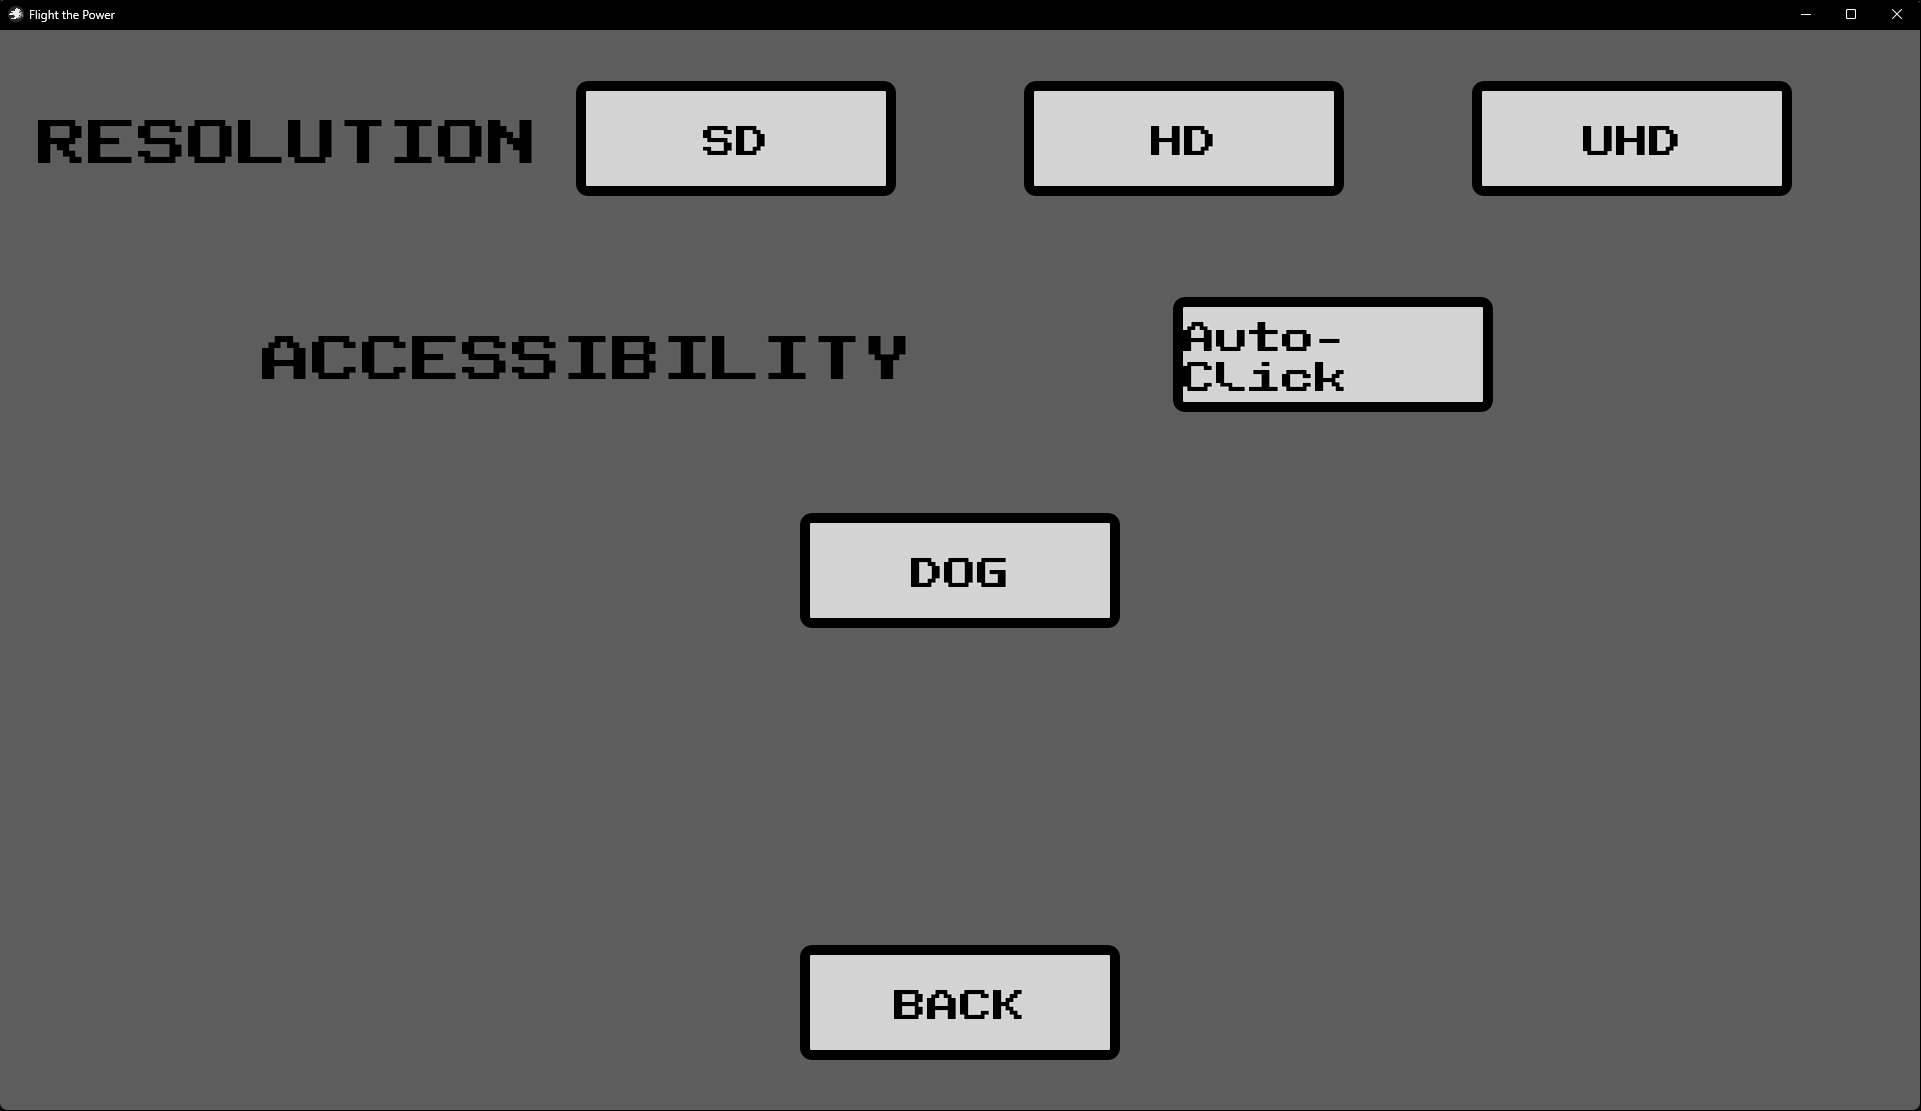 Flight the Power
RESOLUTION SD HD UHD
ACCESSIBILITY Auto-
Click
DOG
BACK